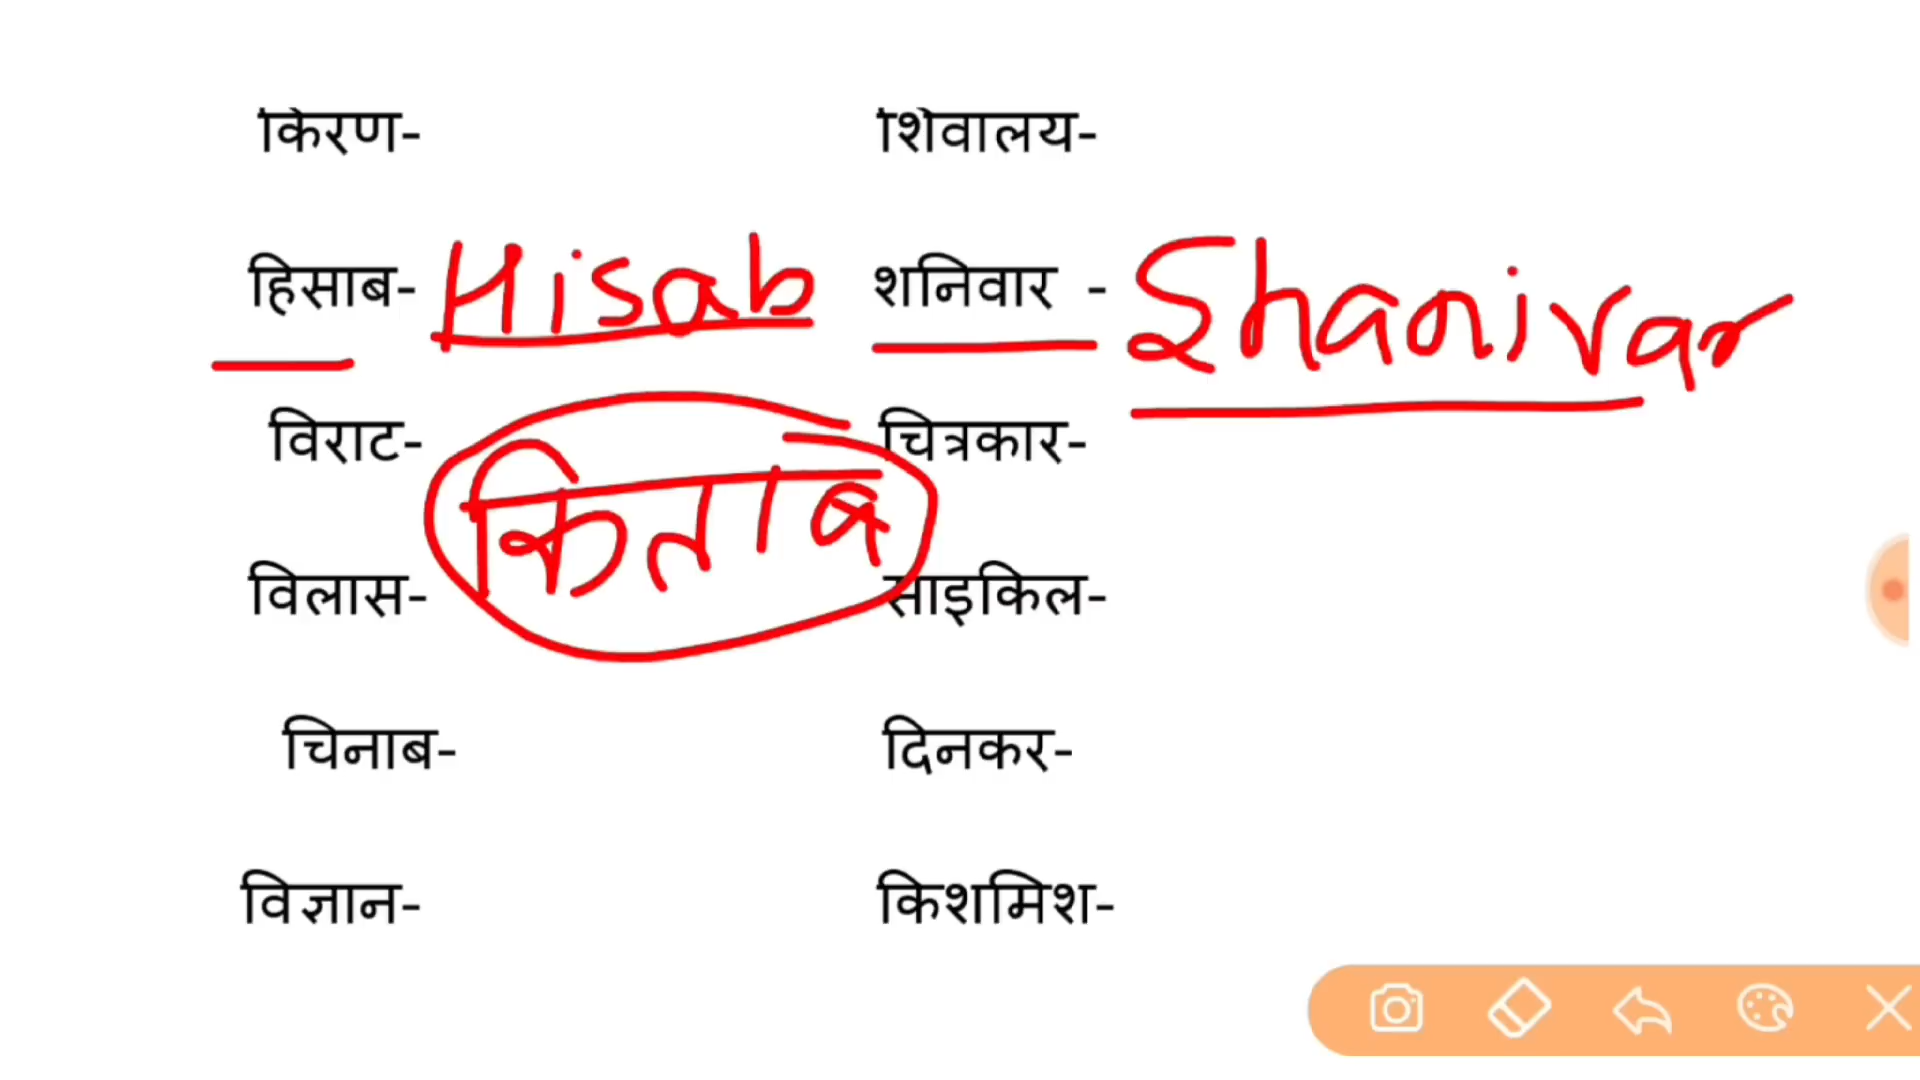 किरण- शिवालय-
हिसाब- Hisab शनिवार - Shanivar
विराट- चित्रकार-
किताब
विलास- साइकिल-
चिनाब- दिनकर-
विज्ञान- किशमिश-